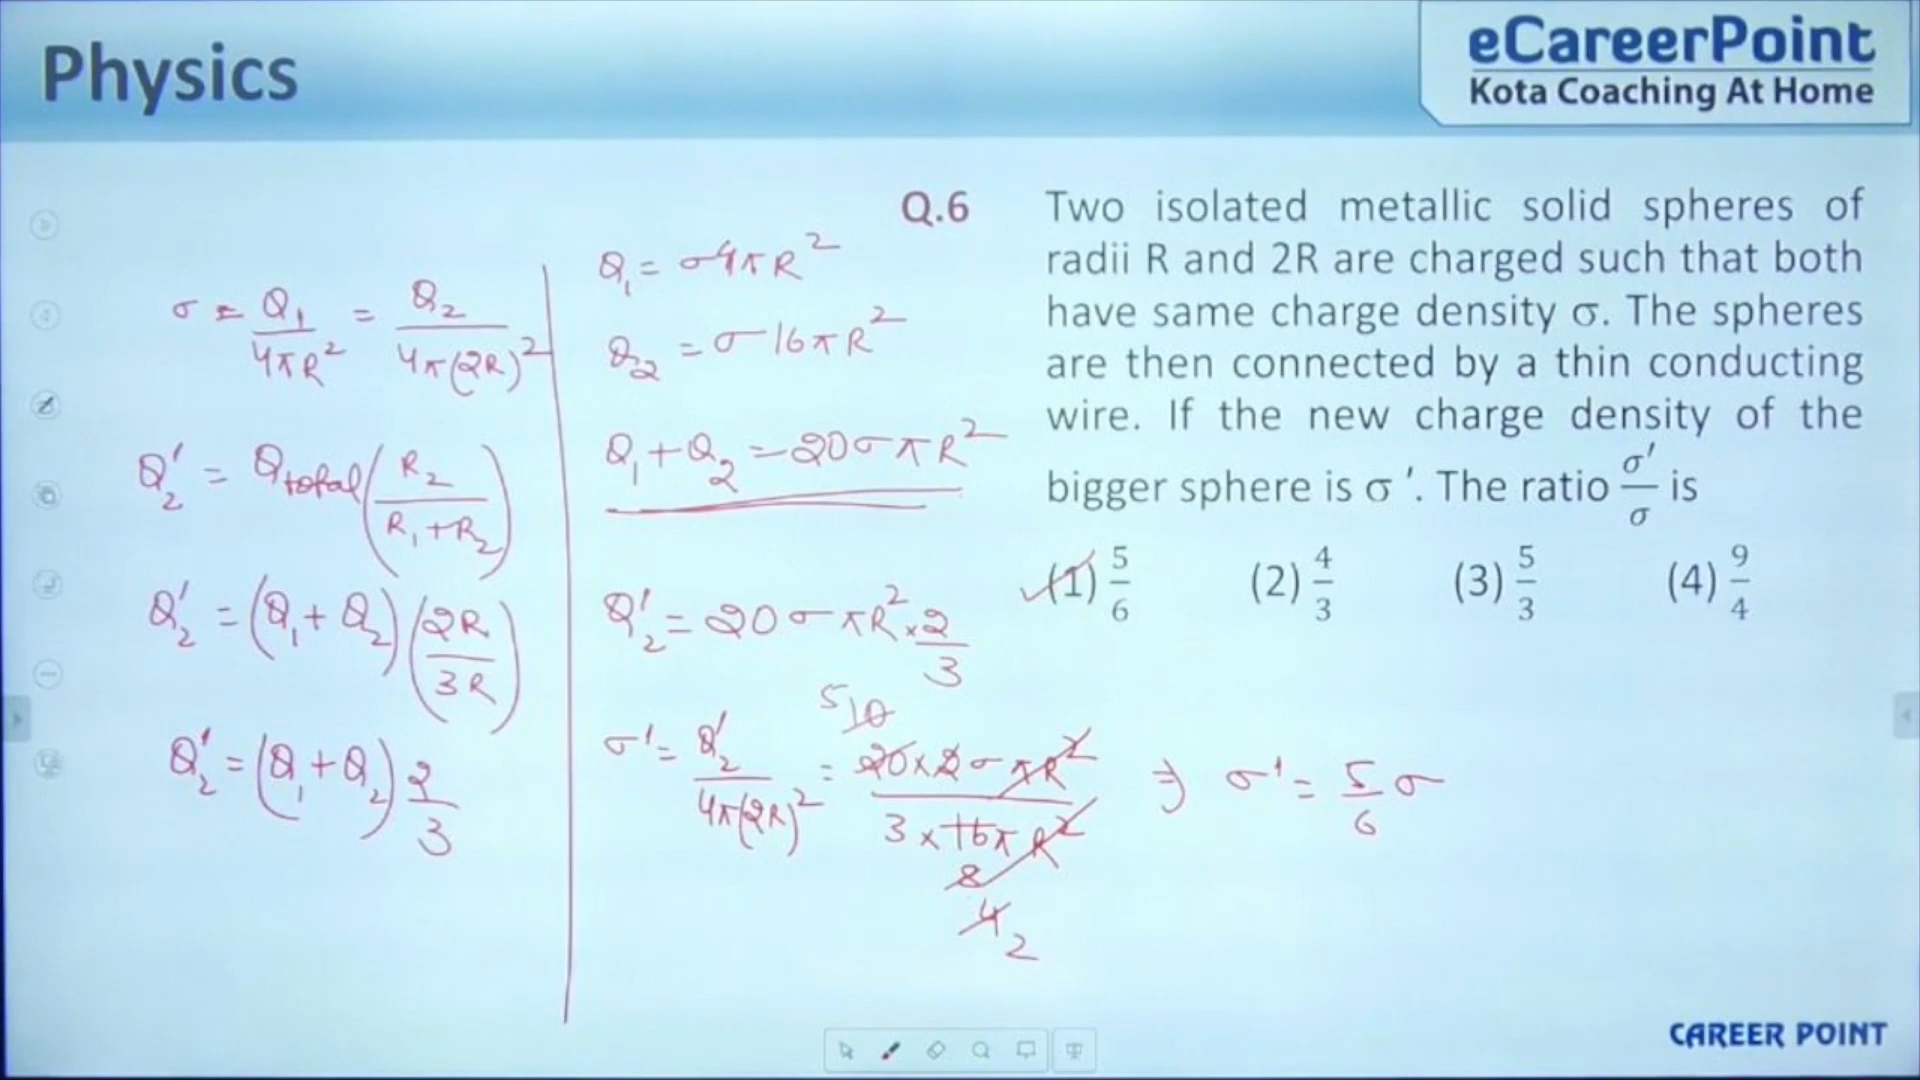 Physics
eCareerPoint
Kota Coaching At Home
σ = Q₁/4πR² = Q₂/4π(2R)²
Q₂' = Qtotal (R₂/(R₁+R₂))
Q₂' = (Q₁+Q₂) (2R/3R)
Q₂' = (Q₁+Q₂) 2/3
Q₁ = σ4πR²
Q₂ = σ16πR²
Q₁+Q₂ = 20σπR²
Q₂' = 20σπR² × 2/3
5 10
σ' = Q₂'/4π(2R)² = 20×2σπR²/3×16πR² ⇒ σ' = 5/6 σ
8
4
2
Q.6
Two isolated metallic solid spheres of
radii R and 2R are charged such that both
have same charge density σ. The spheres
are then connected by a thin conducting
wire. If the new charge density of the
bigger sphere is σ '. The ratio σ'/σ is
(1) 5/6 (2) 4/3 (3) 5/3 (4) 9/4
CAREER POINT